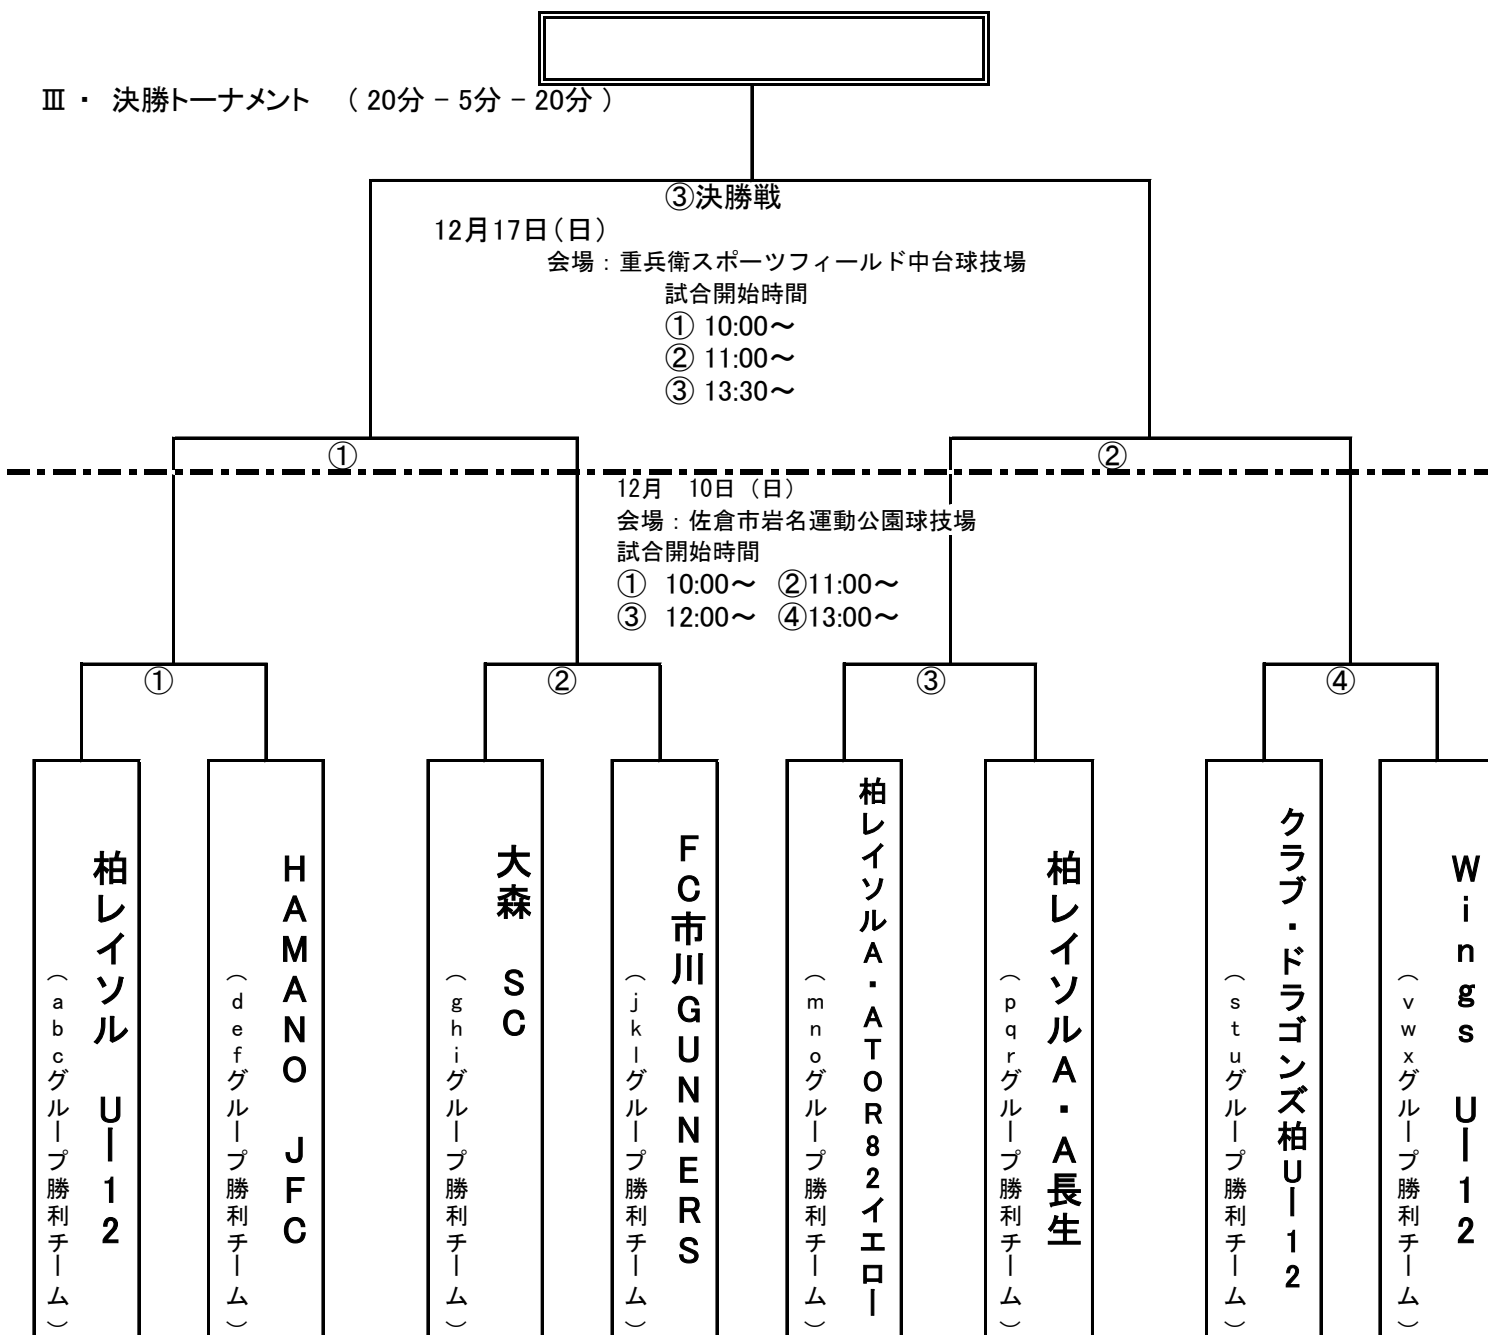 Ⅲ ・ 決勝トーナメント （ 20分 － 5分 － 20分 ）
③決勝戦
12月17日（日）
会場：重兵衛スポーツフィールド中台球技場
試合開始時間
① 10:00～
② 11:00～
③ 13:30～
①
②
12月 10日 （日）
会場：佐倉市岩名運動公園球技場
試合開始時間
① 10:00～ ②11:00～
③ 12:00～ ④13:00～
①
②
③
④
柏レイソル U－12
（abcグループ勝利チーム）
HAMANO JFC
（defグループ勝利チーム）
大森 SC
（ghiグループ勝利チーム）
FC市川GUNNERS
（jklグループ勝利チーム）
柏レイソルA・ATOR82イエロー
（mnoグループ勝利チーム）
柏レイソルA・A長生
（pqrグループ勝利チーム）
クラブ・ドラゴンズ柏U－12
（stuグループ勝利チーム）
Wings U－12
（vwxグループ勝利チーム）